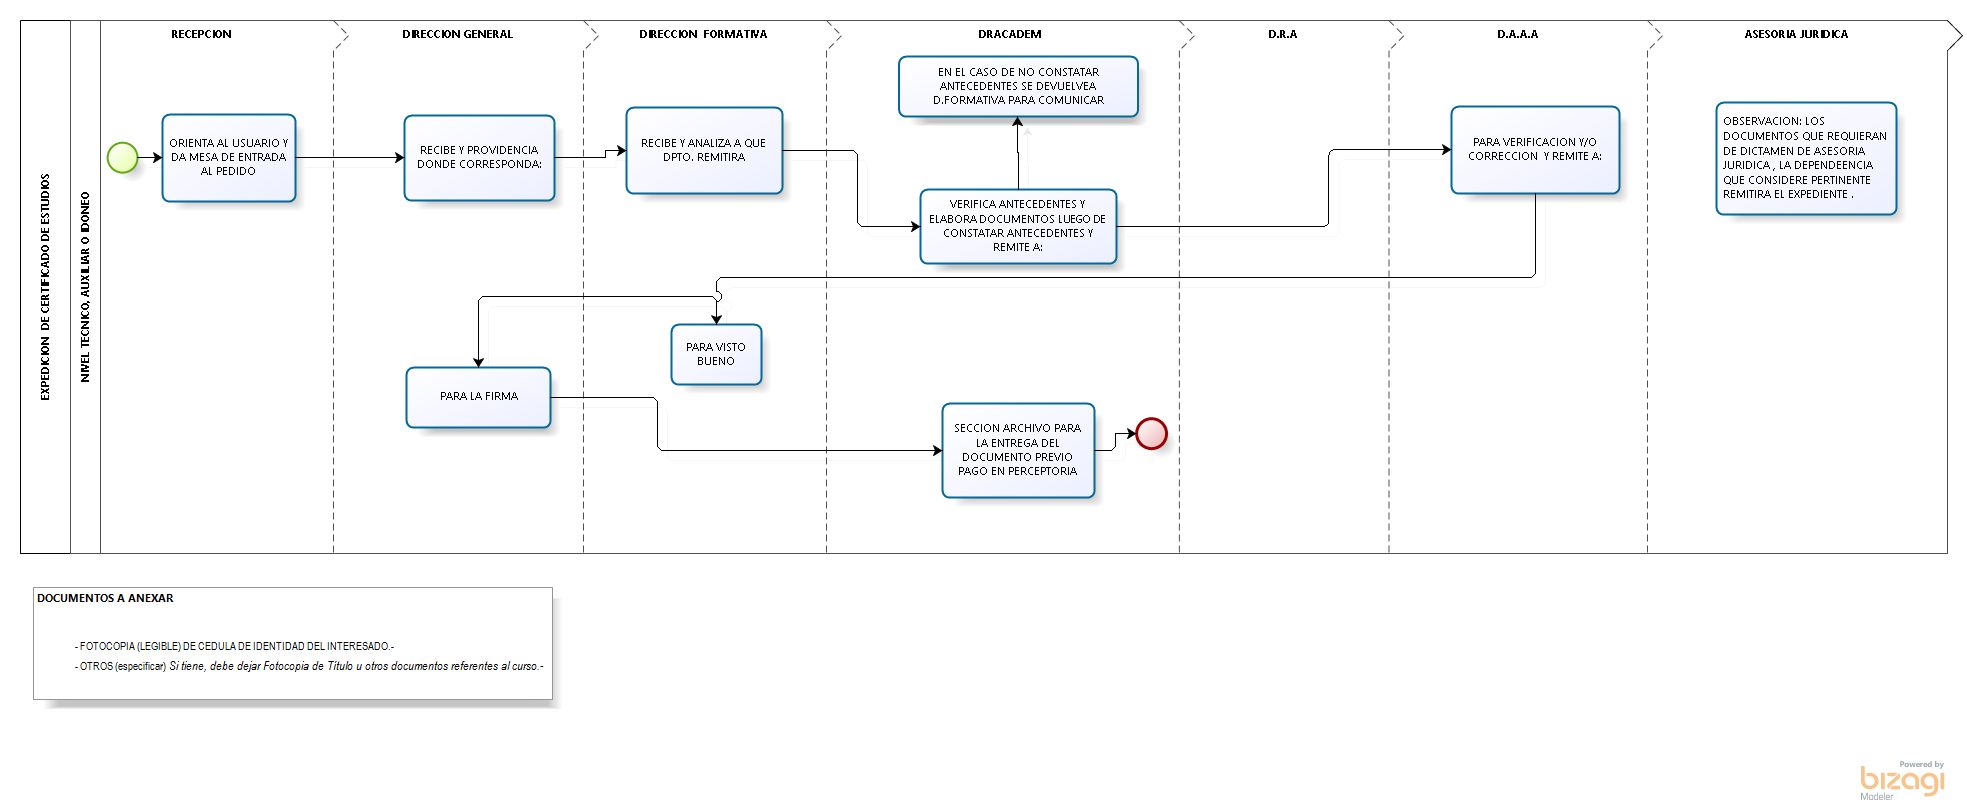 EXPEDICION DE CERTIFICADO DE ESTUDIOS
NIVEL TECNICO, AUXILIAR O IDONEO
RECEPCION
DIRECCION GENERAL
DIRECCION FORMATIVA
DRACADEM
D.R.A
D.A.A.A
ASESORIA JURIDICA
ORIENTA AL USUARIO Y
DA MESA DE ENTRADA
AL PEDIDO
RECIBE Y PROVIDENCIA
DONDE CORRESPONDA:
RECIBE Y ANALIZA A QUE
DPTO. REMITIRA
EN EL CASO DE NO CONSTATAR
ANTECEDENTES SE DEVUELVEA
D.FORMATIVA PARA COMUNICAR
VERIFICA ANTECEDENTES Y
ELABORA DOCUMENTOS LUEGO DE
CONSTATAR ANTECEDENTES Y
REMITE A:
PARA VERIFICACION Y/O
CORRECCION Y REMITE A:
OBSERVACION: LOS
DOCUMENTOS QUE REQUIERAN
DE DICTAMEN DE ASESORIA
JURIDICA , LA DEPENDEENCIA
QUE CONSIDERE PERTINENTE
REMITIRA EL EXPEDIENTE .
PARA VISTO
BUENO
PARA LA FIRMA
SECCION ARCHIVO PARA
LA ENTREGA DEL
DOCUMENTO PREVIO
PAGO EN PERCEPTORIA
DOCUMENTOS A ANEXAR
- FOTOCOPIA (LEGIBLE) DE CEDULA DE IDENTIDAD DEL INTERESADO.-
- OTROS (especificar) Si tiene, debe dejar Fotocopia de Título u otros documentos referentes al curso.-
Powered by
bizagi
Modeler